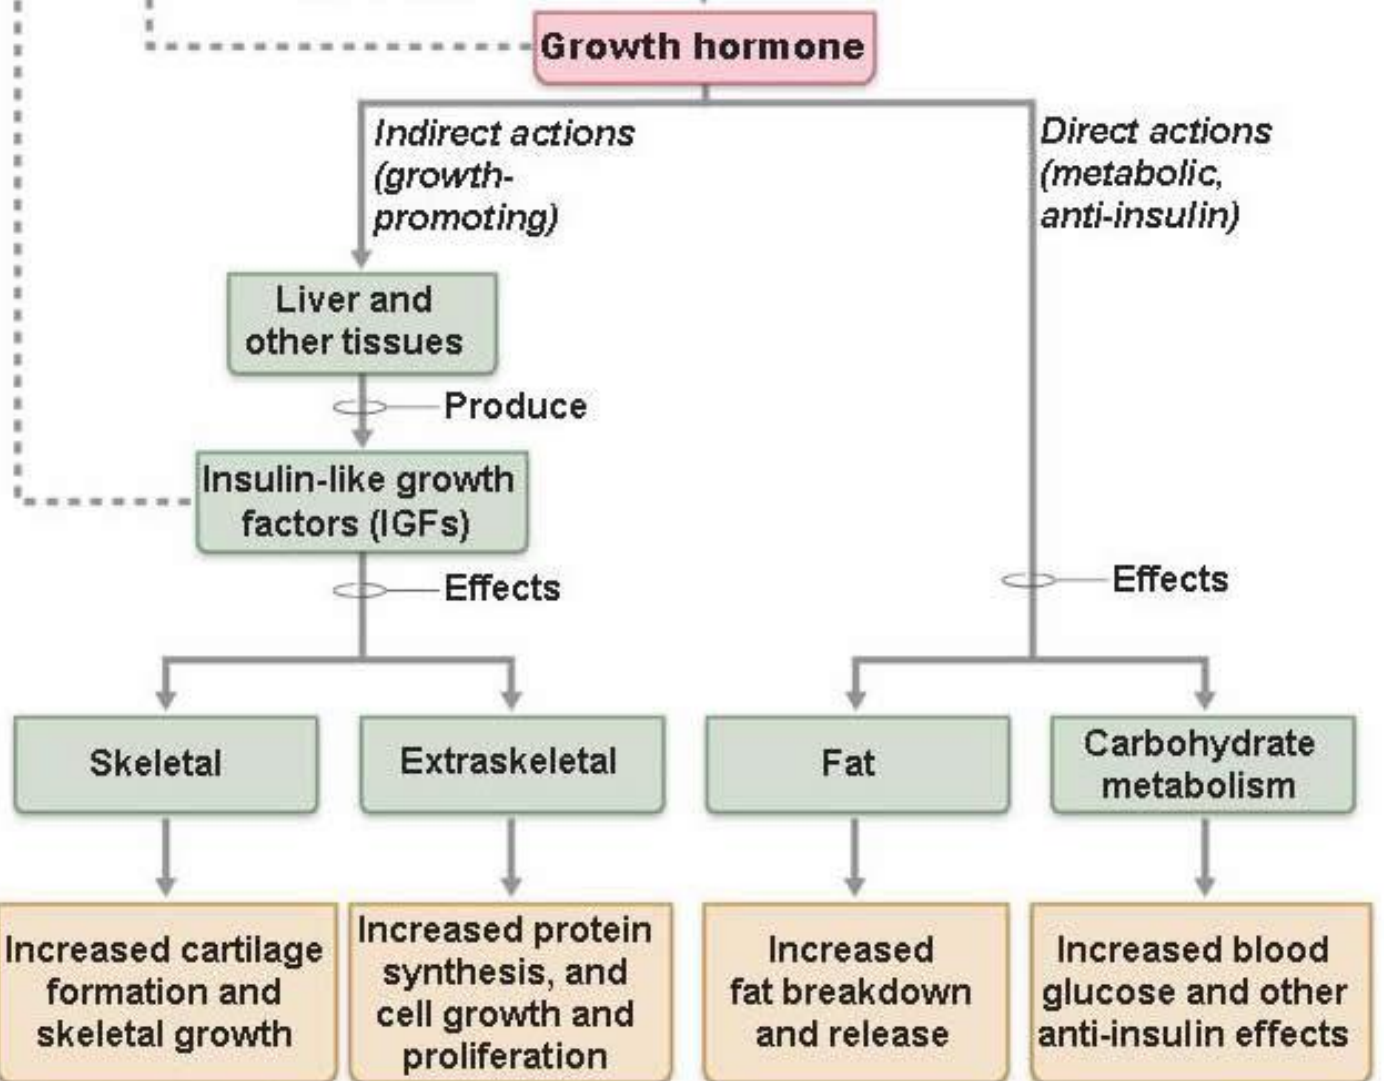 Growth hormone
Indirect actions
(growth-
promoting)
Direct actions
(metabolic,
anti-insulin)
Liver and
other tissues
Produce
Insulin-like growth
factors (IGFs)
Effects
Effects
Skeletal
Extraskeletal
Fat
Carbohydrate
metabolism
Increased cartilage
formation and
skeletal growth
Increased protein
synthesis, and
cell growth and
proliferation
Increased
fat breakdown
and release
Increased blood
glucose and other
anti-insulin effects